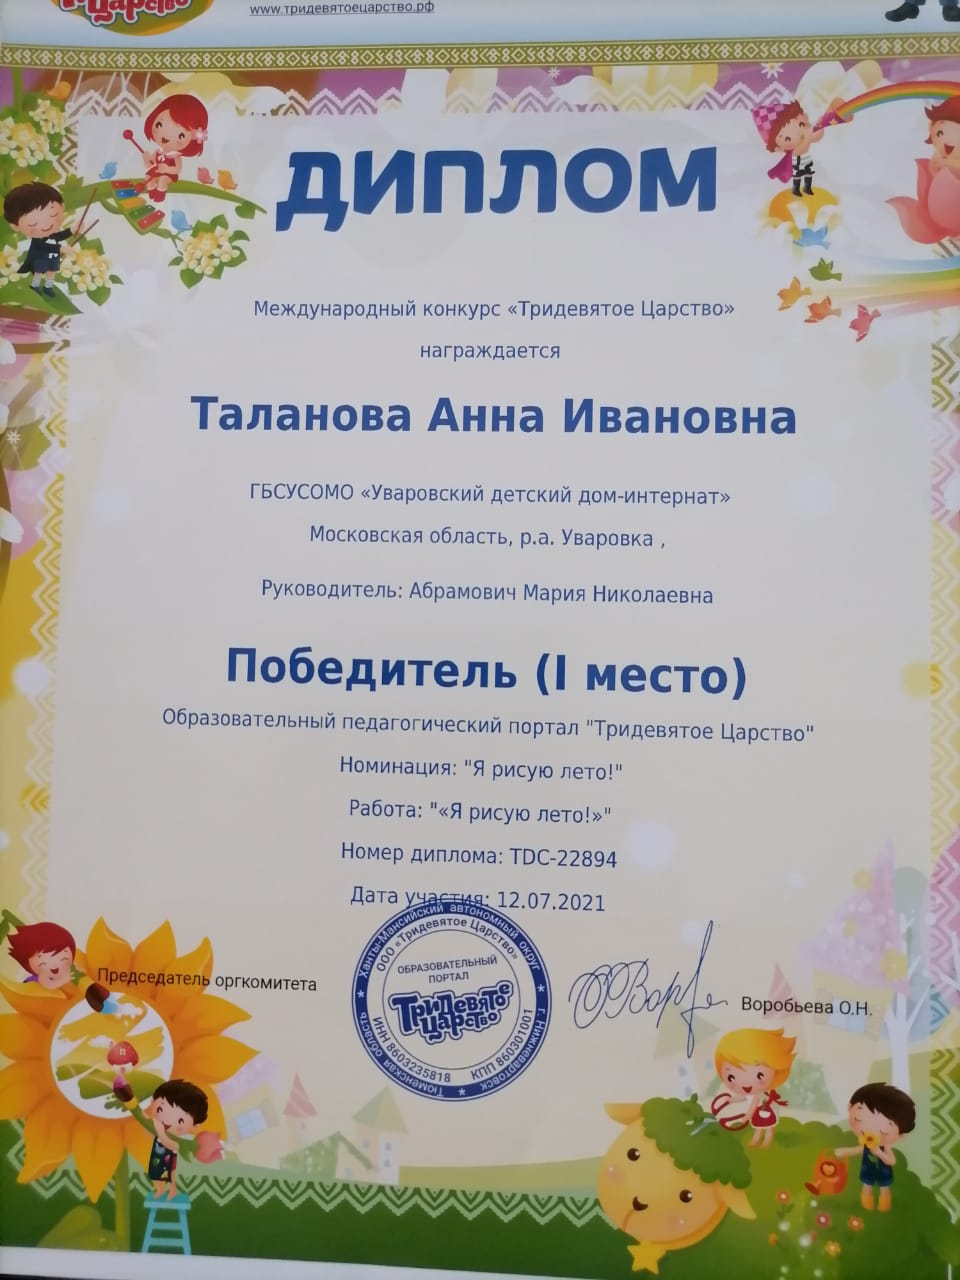 Царство
www.тридевятоецарство.рф
ДИПЛОМ
Международный конкурс «Тридевятое Царство»
награждается
Таланова Анна Ивановна
ГБСУСОМО «Уваровский детский дом-интернат»
Московская область, р.а. Уваровка ,
Руководитель: Абрамович Мария Николаевна
Победитель (I место)
Образовательный педагогический портал "Тридевятое Царство"
Номинация: "Я рисую лето!"
Работа: "«Я рисую лето!»"
Номер диплома: TDC-22894
Дата участия: 12.07.2021
Председатель оргкомитета
Ханты-Мансийский автономный округ * г. Нижневартовск * Тюменская область *
ООО «Тридевятое Царство»
ОБРАЗОВАТЕЛЬНЫЙ
ПОРТАЛ
Тридевятое
Царство
ИНН 8603235818 КПП 860301001
Воробьева О.Н.